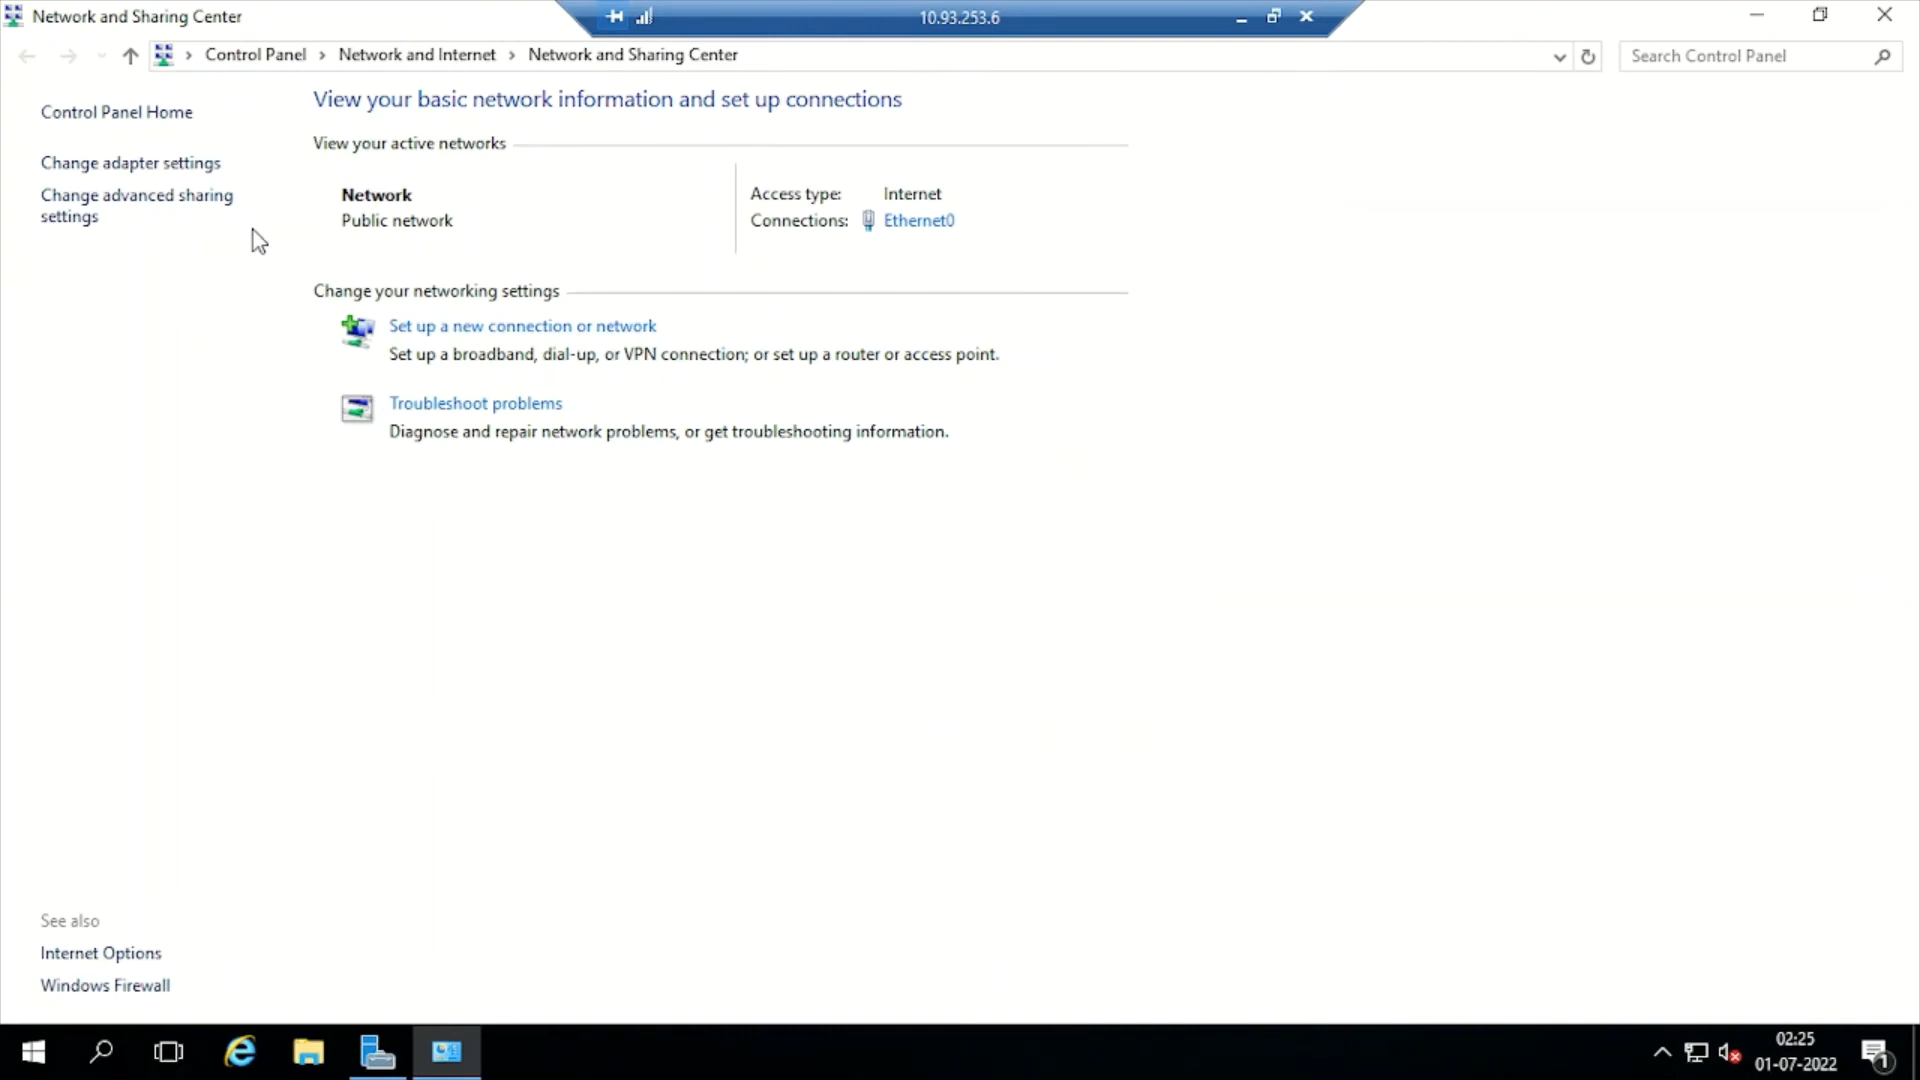 Network and Sharing Center
10.93.253.6
Control Panel
Network and Internet
Network and Sharing Center
Search Control Panel
Control Panel Home
Change adapter settings
Change advanced sharing
settings
View your basic network information and set up connections
View your active networks
Network
Public network
Access type: Internet
Connections: Ethernet0
Change your networking settings
Set up a new connection or network
Set up a broadband, dial-up, or VPN connection; or set up a router or access point.
Troubleshoot problems
Diagnose and repair network problems, or get troubleshooting information.
See also
Internet Options
Windows Firewall
02:25
01-07-2022
1